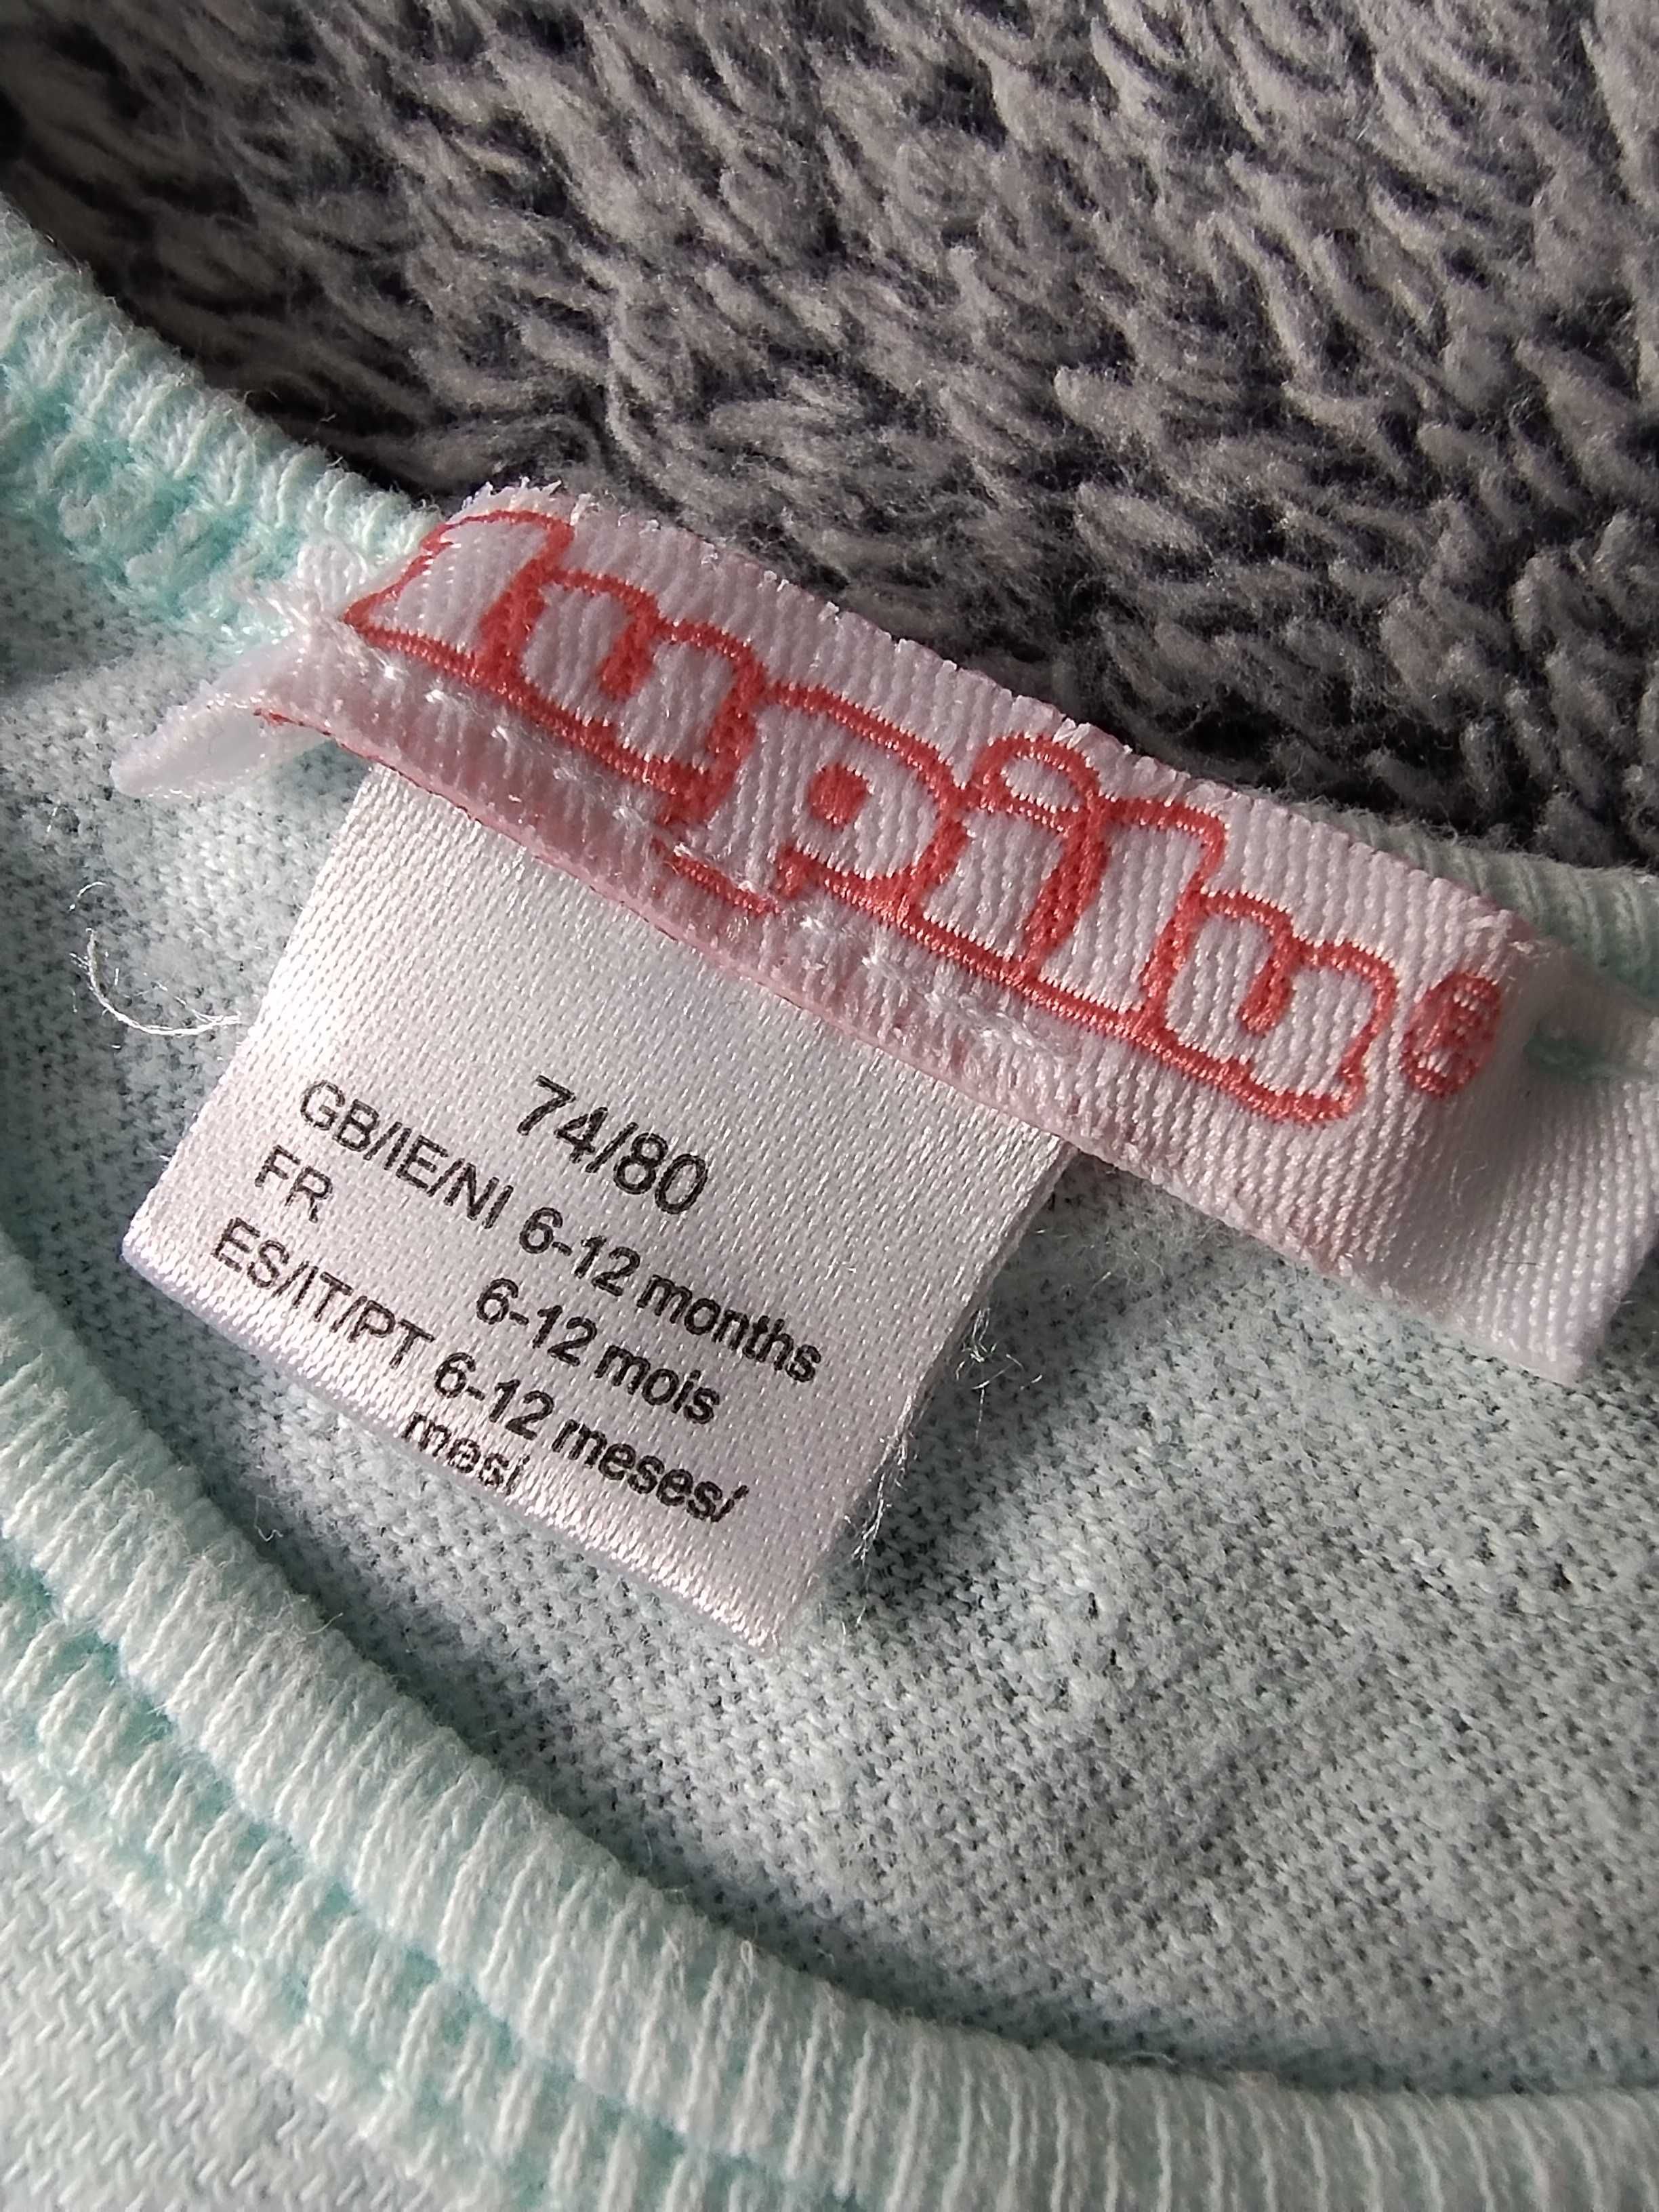 lupilu®
74/80
GB/IE/NI 6-12 months
FR 6-12 mois
ES/IT/PT 6-12 meses/
mesi